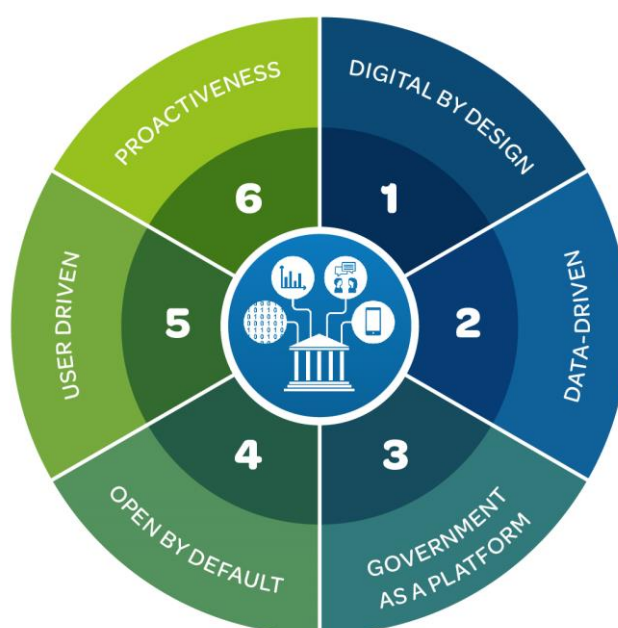 1
DIGITAL BY DESIGN
2
DATA-DRIVEN
3
GOVERNMENT
AS A PLATFORM
4
OPEN BY DEFAULT
5
USER DRIVEN
6
PROACTIVENESS